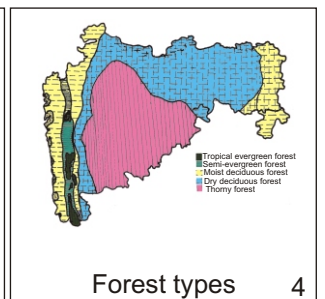 Tropical evergreen forest
Semi-evergreen forest
Moist deciduous forest
Dry deciduous forest
Thorny forest
Forest types 4